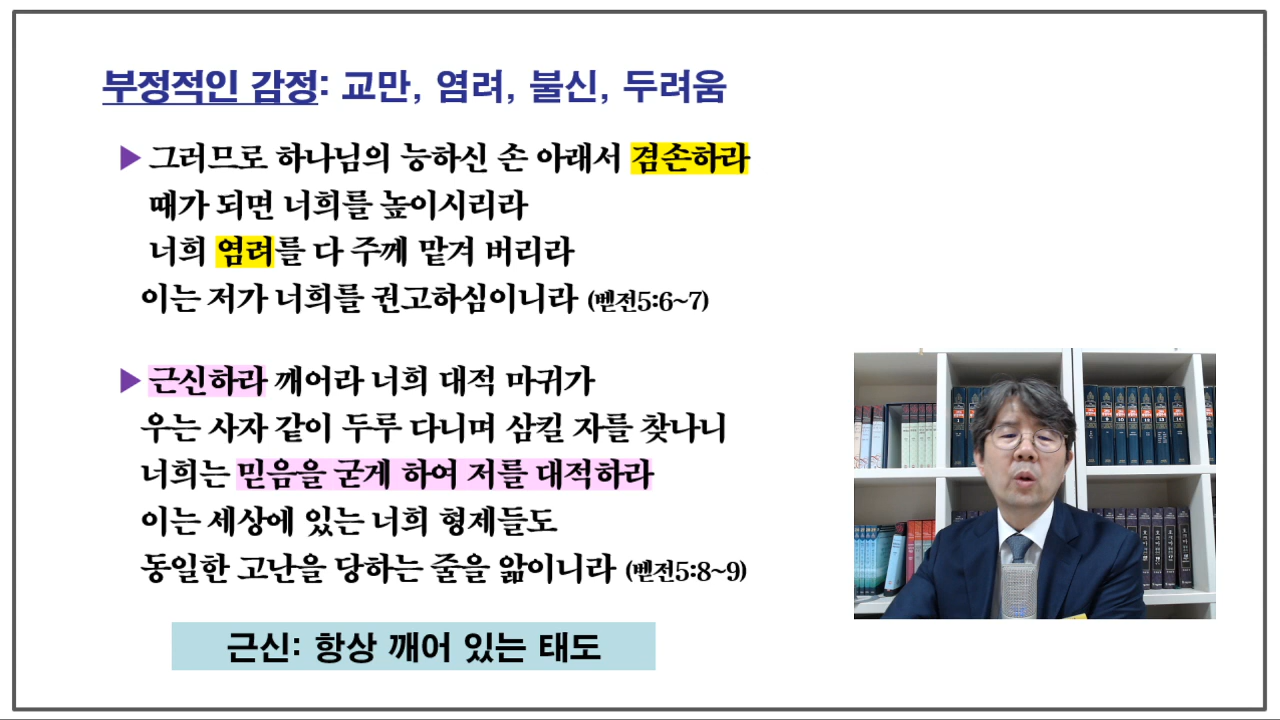 부정적인 감정: 교만, 염려, 불신, 두려움
▶ 그러므로 하나님의 능하신 손 아래서 겸손하라
때가 되면 너희를 높이시리라
너희 염려를 다 주께 맡겨 버리라
이는 저가 너희를 권고하심이니라 (벧전5:6~7)
▶ 근신하라 깨어라 너희 대적 마귀가
우는 사자 같이 두루 다니며 삼킬 자를 찾나니
너희는 믿음을 굳게 하여 저를 대적하라
이는 세상에 있는 너희 형제들도
동일한 고난을 당하는 줄을 앎이니라 (벧전5:8~9)
근신: 항상 깨어 있는 태도